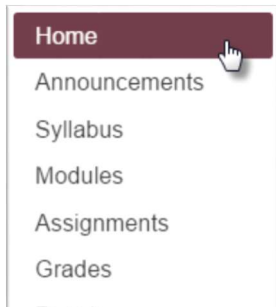 Home
Announcements
Syllabus
Modules
Assignments
Grades